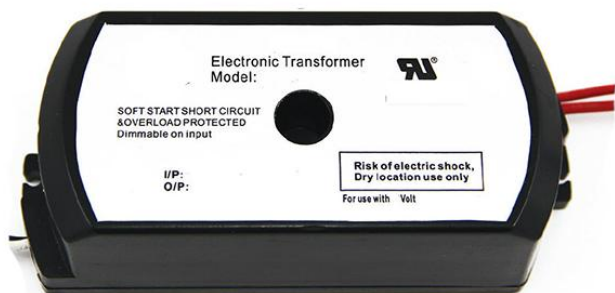 Electronic Transformer
Model:
SOFT START SHORT CIRCUIT
&OVERLOAD PROTECTED
Dimmable on input
I/P:
O/P:
Risk of electric shock,
Dry location use only
For use with Volt